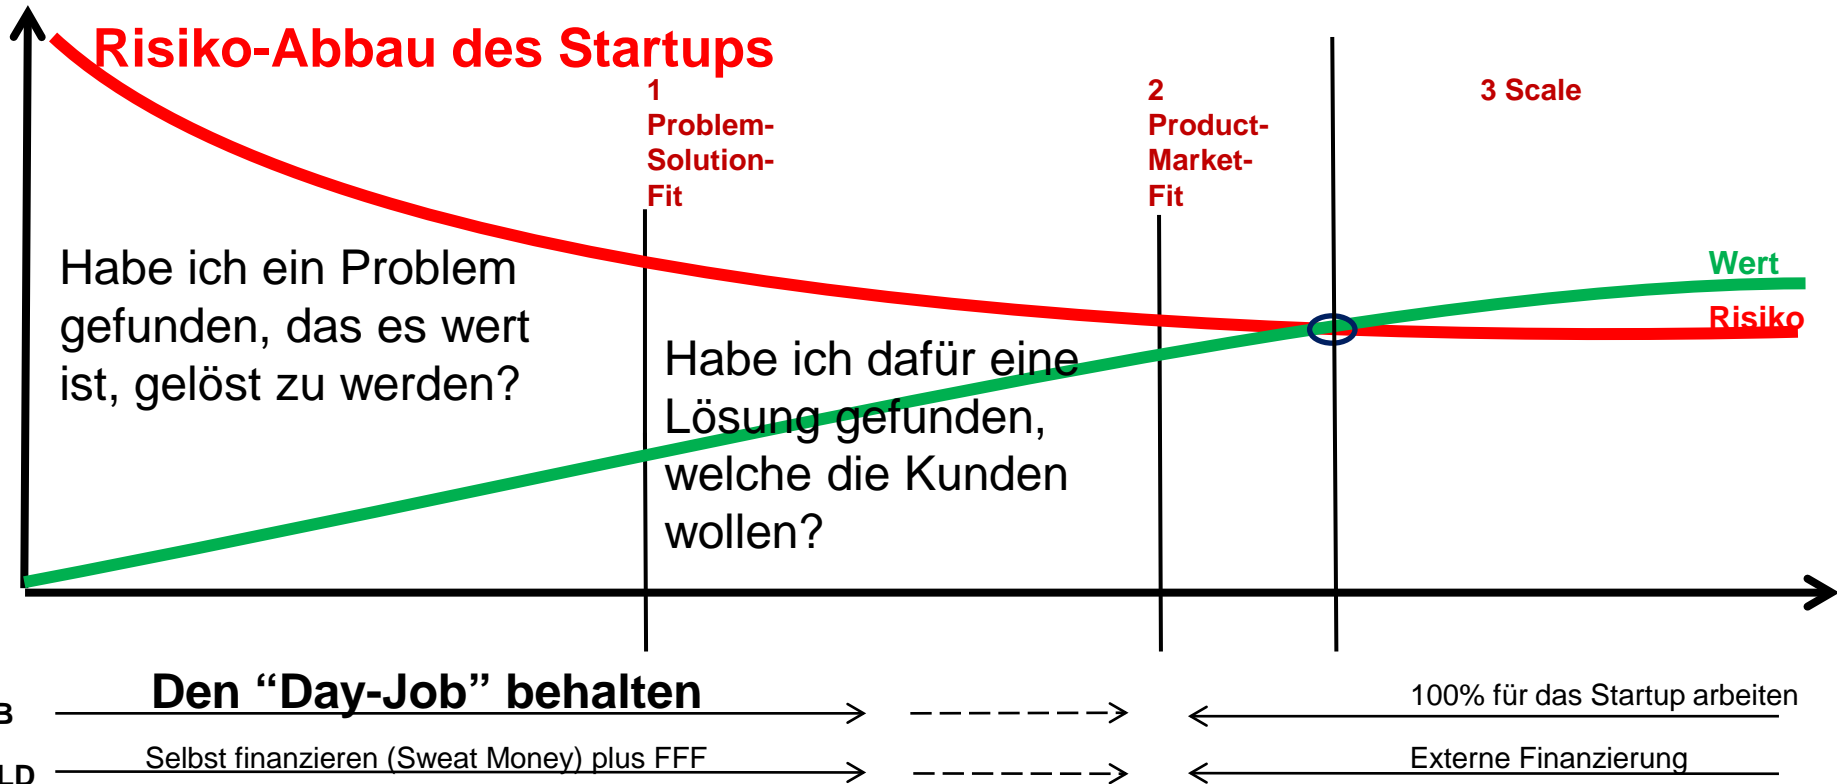 Risiko-Abbau des Startups
1
Problem-
Solution-
Fit
2
Product-
Market-
Fit
3 Scale
Habe ich ein Problem
gefunden, das es wert
ist, gelöst zu werden?
Habe ich dafür eine
Lösung gefunden,
welche die Kunden
wollen?
Wert
Risiko
B
Den “Day-Job” behalten
100% für das Startup arbeiten
LD
Selbst finanzieren (Sweat Money) plus FFF
Externe Finanzierung